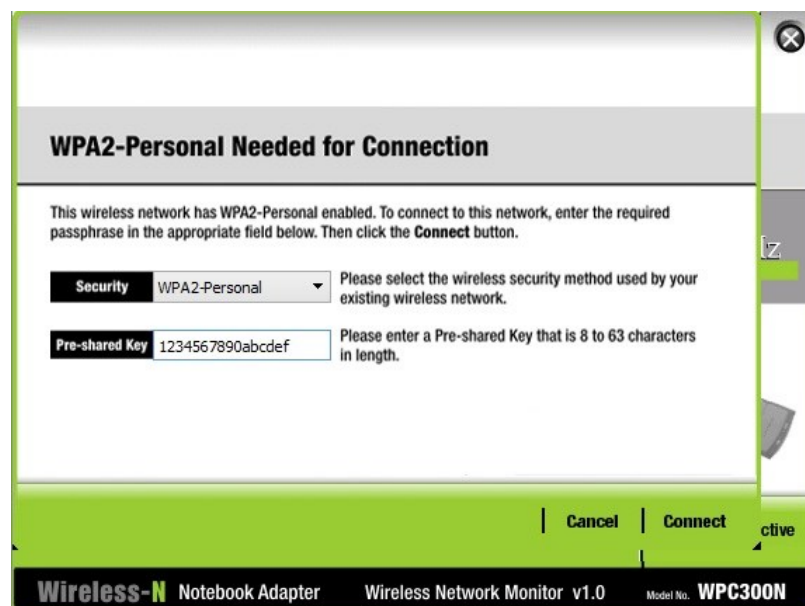 WPA2-Personal Needed for Connection
This wireless network has WPA2-Personal enabled. To connect to this network, enter the required
passphrase in the appropriate field below. Then click the Connect button.
Security WPA2-Personal Please select the wireless security method used by your
existing wireless network.
Pre-shared Key 1234567890abcdef Please enter a Pre-shared Key that is 8 to 63 characters
in length.
Cancel Connect ctive
Wireless-N Notebook Adapter Wireless Network Monitor v1.0 Model No. WPC300N